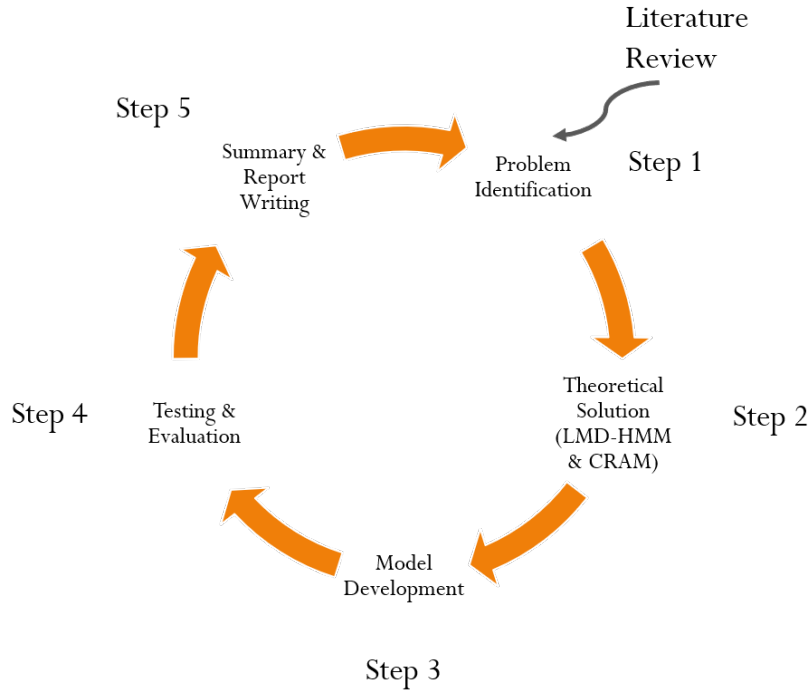 Literature
Review
Step 5
Summary &
Report
Writing
Problem
Identification
Step 1
Theoretical
Solution
(LMD-HMM
& CRAM)
Step 2
Step 4
Testing &
Evaluation
Model
Development
Step 3